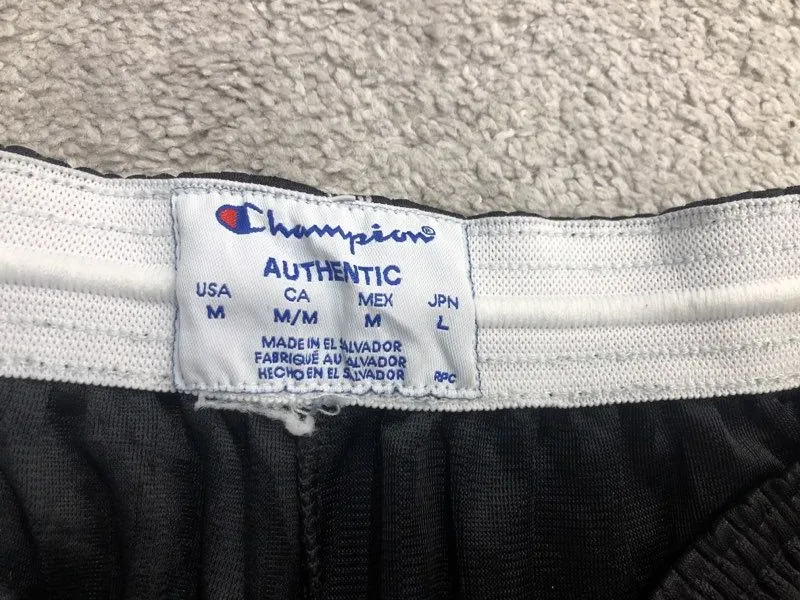 Champion®
AUTHENTIC
USA CA MEX JPN
M M/M M L
MADE IN EL SALVADOR
FABRIQUÉ AU SALVADOR
HECHO EN EL SALVADOR RPC